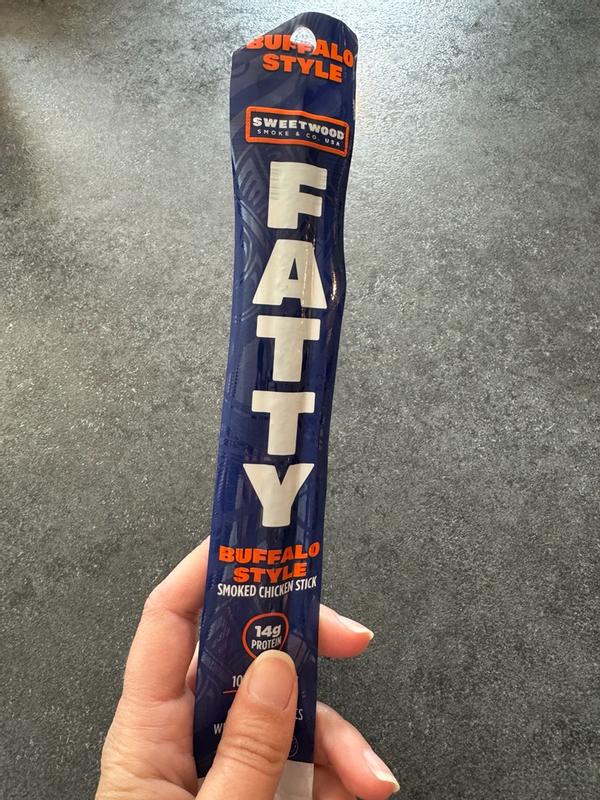 BUFFALO
STYLE
SWEETWOOD
SMOKE & CO. USA
FATTY
BUFFALO
STYLE
SMOKED CHICKEN STICK
14g
PROTEIN